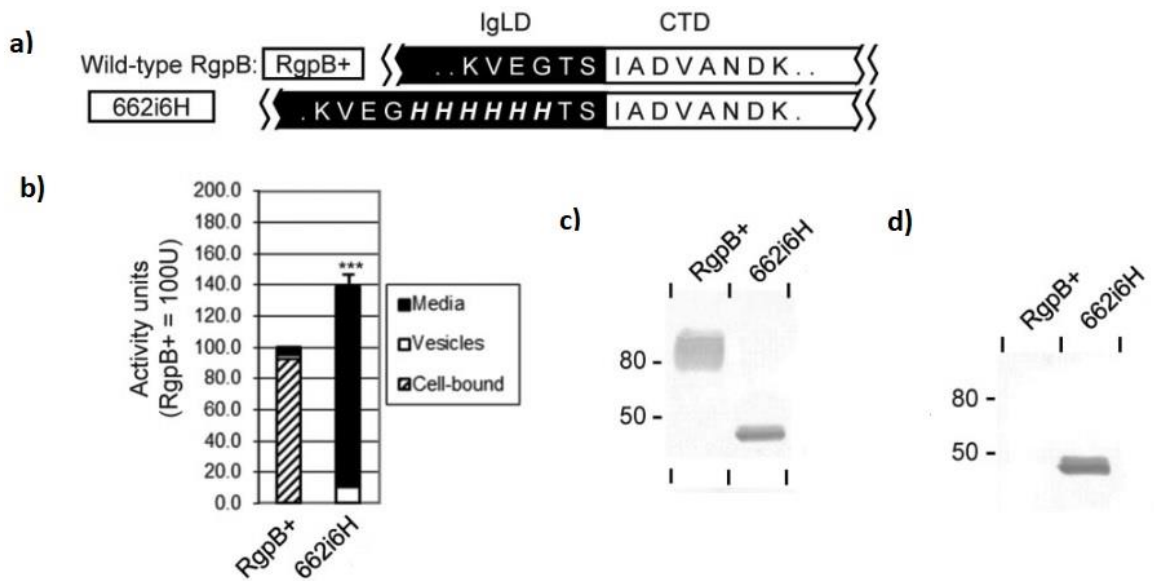 a)
IgLD CTD
Wild-type RgpB: RgpB+ ..KVEGTS IADVANDK..
662i6H .KVEGHHHHHHTS IADVANDK.
b)
Activity units
(RgpB+ = 100U)
200.0
180.0
160.0
140.0
120.0
100.0
80.0
60.0
40.0
20.0
0.0
***
Media
Vesicles
Cell-bound
RgpB+ 662i6H
c)
RgpB+ 662i6H
80 -
50 -
d)
RgpB+ 662i6H
80 -
50 -